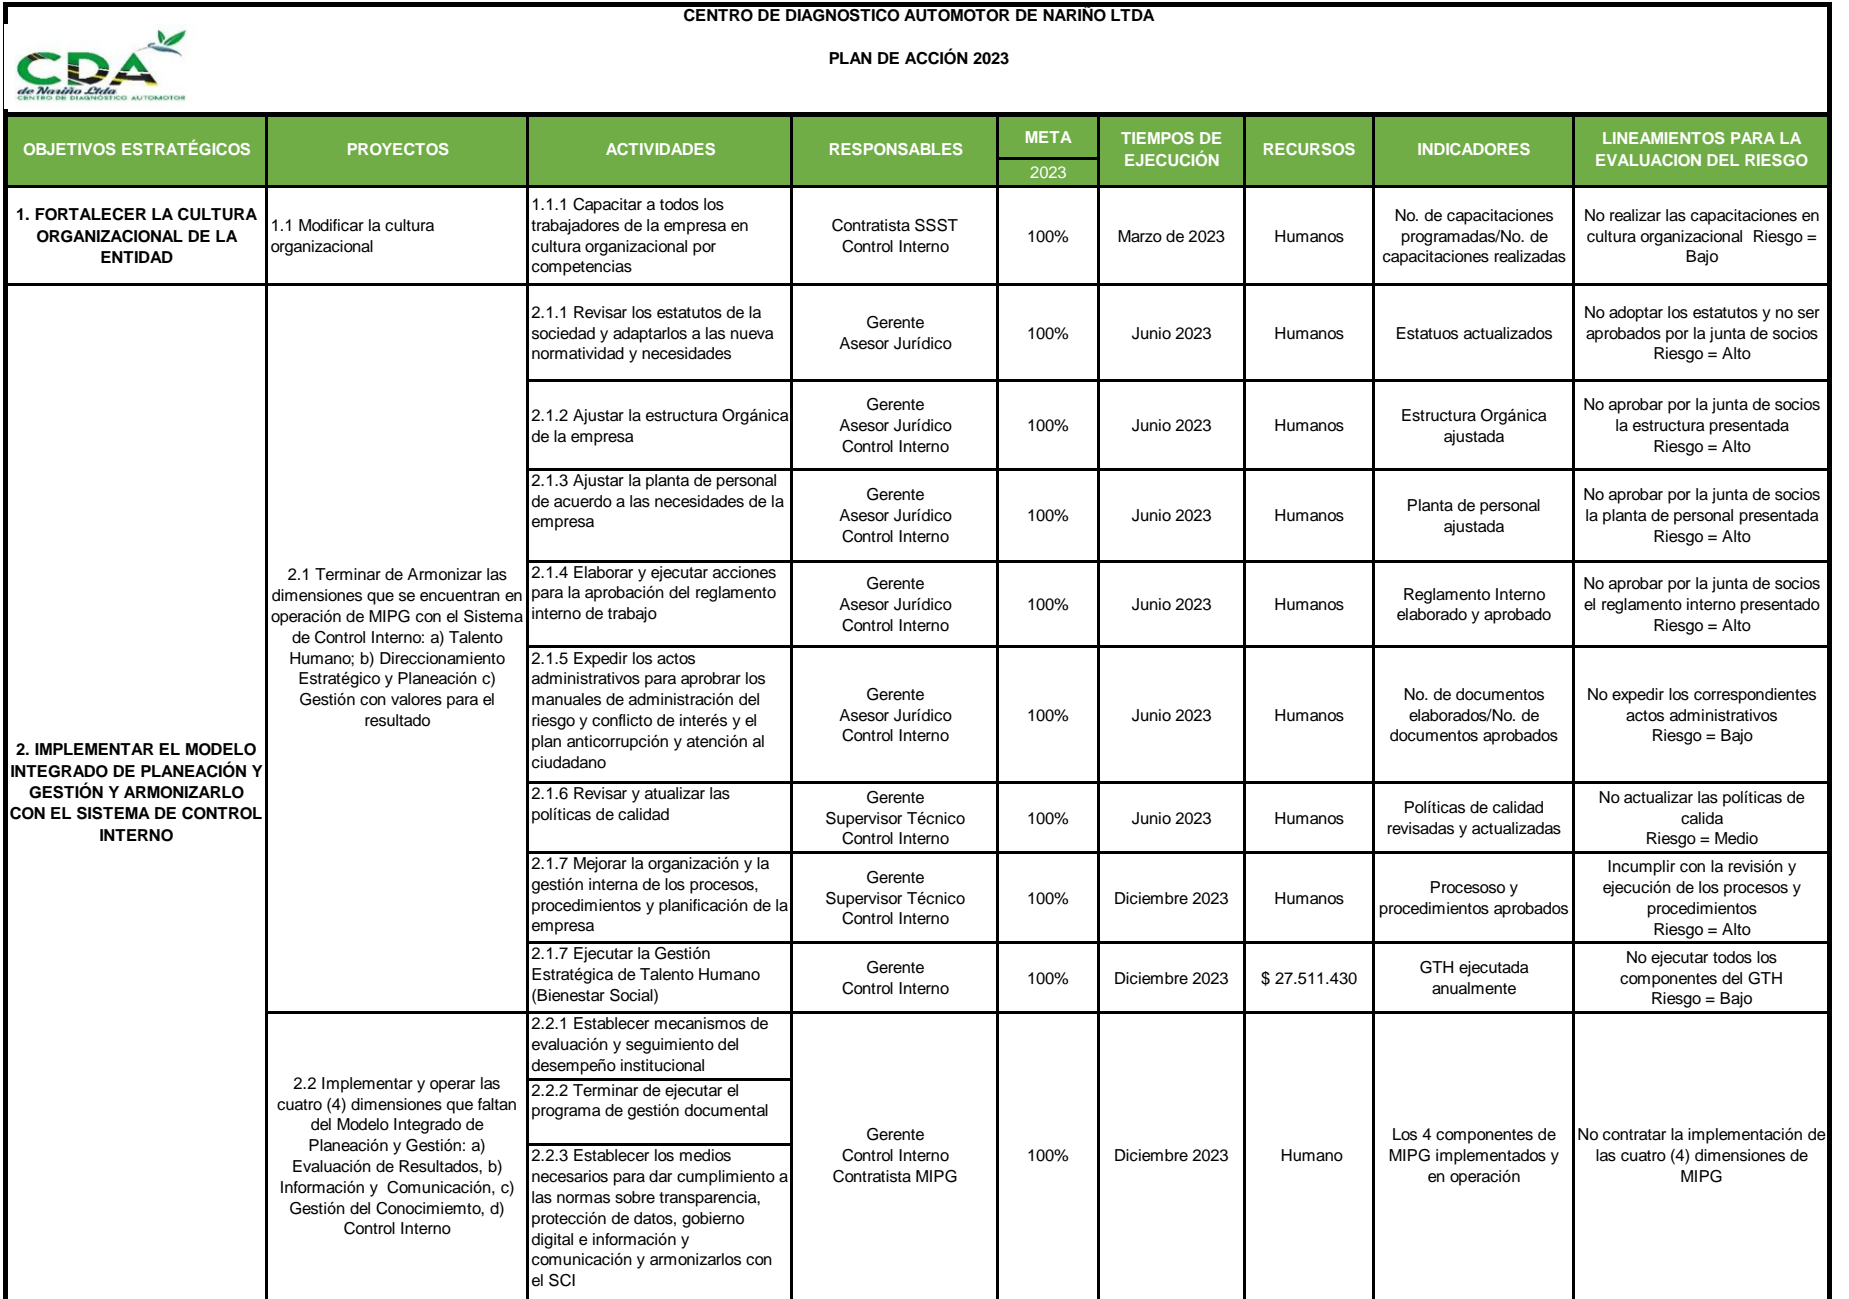 CENTRO DE DIAGNOSTICO AUTOMOTOR DE NARIÑO LTDA
PLAN DE ACCIÓN 2023
CDA
de Nariño Ltda
CENTRO DE DIAGNOSTICO AUTOMOTOR
OBJETIVOS ESTRATÉGICOS
PROYECTOS
ACTIVIDADES
RESPONSABLES
META
2023
TIEMPOS DE
EJECUCIÓN
RECURSOS
INDICADORES
LINEAMIENTOS PARA LA
EVALUACION DEL RIESGO
1. FORTALECER LA CULTURA
ORGANIZACIONAL DE LA
ENTIDAD
1.1 Modificar la cultura
organizacional
1.1.1 Capacitar a todos los
trabajadores de la empresa en
cultura organizacional por
competencias
Contratista SSST
Control Interno
100%
Marzo de 2023
Humanos
No. de capacitaciones
programadas/No. de
capacitaciones realizadas
No realizar las capacitaciones en
cultura organizacional  Riesgo =
Bajo
2. IMPLEMENTAR EL MODELO
INTEGRADO DE PLANEACIÓN Y
GESTIÓN Y ARMONIZARLO
CON EL SISTEMA DE CONTROL
INTERNO
2.1 Terminar de Armonizar las
dimensiones que se encuentran en
operación de MIPG con el Sistema
de Control Interno: a) Talento
Humano; b) Direccionamiento
Estratégico y Planeación c)
Gestión con valores para el
resultado
2.1.1 Revisar los estatutos de la
sociedad y adaptarlos a las nueva
normatividad y necesidades
Gerente
Asesor Jurídico
100%
Junio 2023
Humanos
Estatuos actualizados
No adoptar los estatutos y no ser
aprobados por la junta de socios
Riesgo = Alto
2.1.2 Ajustar la estructura Orgánica
de la empresa
Gerente
Asesor Jurídico
Control Interno
100%
Junio 2023
Humanos
Estructura Orgánica
ajustada
No aprobar por la junta de socios
la estructura presentada
Riesgo = Alto
2.1.3 Ajustar la planta de personal
de acuerdo a las necesidades de la
empresa
Gerente
Asesor Jurídico
Control Interno
100%
Junio 2023
Humanos
Planta de personal
ajustada
No aprobar por la junta de socios
la planta de personal presentada
Riesgo = Alto
2.1.4 Elaborar y ejecutar acciones
para la aprobación del reglamento
interno de trabajo
Gerente
Asesor Jurídico
Control Interno
100%
Junio 2023
Humanos
Reglamento Interno
elaborado y aprobado
No aprobar por la junta de socios
el reglamento interno presentado
Riesgo = Alto
2.1.5 Expedir los actos
administrativos para aprobrar los
manuales de administración del
riesgo y conflicto de interés y el
plan anticorrupción y atención al
ciudadano
Gerente
Asesor Jurídico
Control Interno
100%
Junio 2023
Humanos
No. de documentos
elaborados/No. de
documentos aprobados
No expedir los correspondientes
actos administrativos
Riesgo = Bajo
2.1.6 Revisar y atualizar las
políticas de calidad
Gerente
Supervisor Técnico
Control Interno
100%
Junio 2023
Humanos
Políticas de calidad
revisadas y actualizadas
No actualizar las políticas de
calida
Riesgo = Medio
2.1.7 Mejorar la organización y la
gestión interna de los procesos,
procedimientos y planificación de la
empresa
Gerente
Supervisor Técnico
Control Interno
100%
Diciembre 2023
Humanos
Procesoso y
procedimientos aprobados
Incumplir con la revisión y
ejecución de los procesos y
procedimientos
Riesgo = Alto
2.1.7 Ejecutar la Gestión
Estratégica de Talento Humano
(Bienestar Social)
Gerente
Control Interno
100%
Diciembre 2023
$ 27.511.430
GTH ejecutada
anualmente
No ejecutar todos los
componentes del GTH
Riesgo = Bajo
2.2 Implementar y operar las
cuatro (4) dimensiones que faltan
del Modelo Integrado de
Planeación y Gestión: a)
Evaluación de Resultados, b)
Información y  Comunicación, c)
Gestión del Conocimiemto, d)
Control Interno
2.2.1 Establecer mecanismos de
evaluación y seguimiento del
desempeño institucional
2.2.2 Terminar de ejecutar el
programa de gestión documental
2.2.3 Establecer los medios
necesarios para dar cumplimiento a
las normas sobre transparencia,
protección de datos, gobierno
digital e información y
comunicación y armonizarlos con
el SCI
Gerente
Control Interno
Contratista MIPG
100%
Diciembre 2023
Humano
Los 4 componentes de
MIPG implementados y
en operación
No contratar la implementación de
las cuatro (4) dimensiones de
MIPG